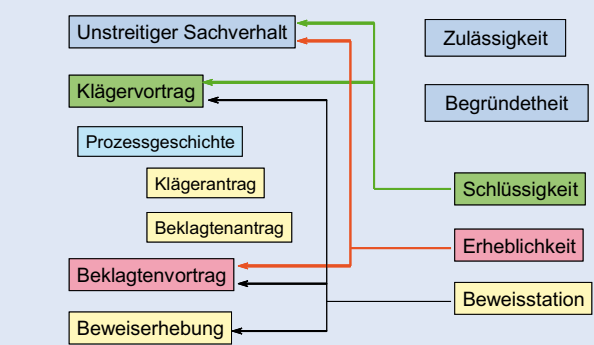 Unstreitiger Sachverhalt
Klägervortrag
Prozessgeschichte
Klägerantrag
Beklagtenantrag
Beklagtenvortrag
Beweiserhebung
Zulässigkeit
Begründetheit
Schlüssigkeit
Erheblichkeit
Beweisstation